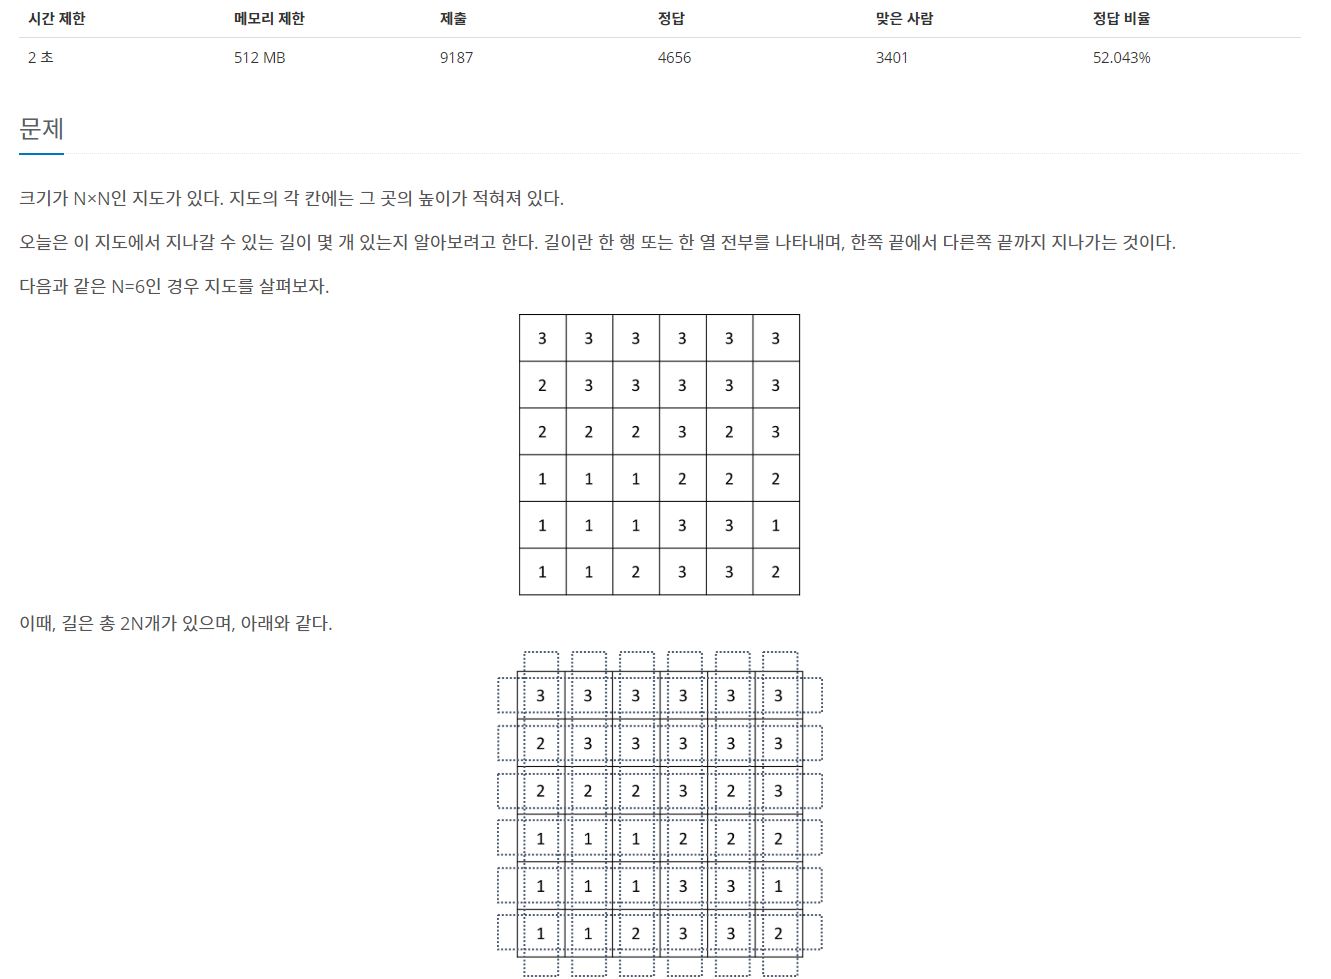 시간 제한 메모리 제한 제출 정답 맞은 사람 정답 비율
2 초 512 MB 9187 4656 3401 52.043%
문제
크기가 N×N인 지도가 있다. 지도의 각 칸에는 그 곳의 높이가 적혀져 있다.
오늘은 이 지도에서 지나갈 수 있는 길이 몇 개 있는지 알아보려고 한다. 길이란 한 행 또는 한 열 전부를 나타내며, 한쪽 끝에서 다른쪽 끝까지 지나가는 것이다.
다음과 같은 N=6인 경우 지도를 살펴보자.
3 3 3 3 3 3
2 3 3 3 3 3
2 2 2 3 2 3
1 1 1 2 2 2
1 1 1 3 3 1
1 1 2 3 3 2
이때, 길은 총 2N개가 있으며, 아래와 같다.
3 3 3 3 3 3
2 3 3 3 3 3
2 2 2 3 2 3
1 1 1 2 2 2
1 1 1 3 3 1
1 1 2 3 3 2